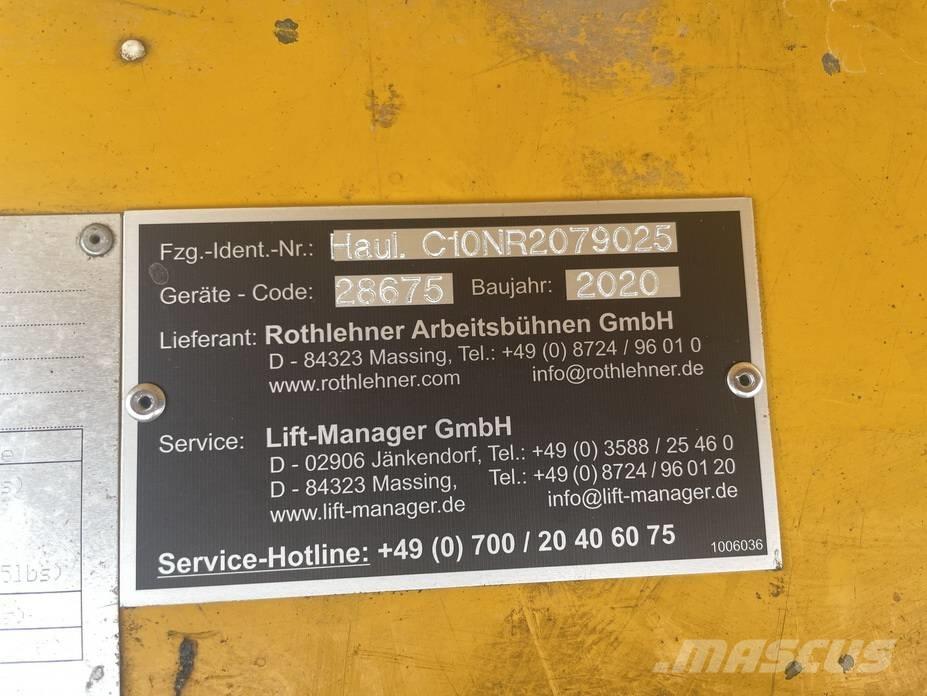 Fzg.-Ident.-Nr.: Haul. C10NR2079025
Geräte - Code: 28675 Baujahr: 2020
Lieferant: Rothlehner Arbeitsbühnen GmbH
D - 84323 Massing, Tel.: +49 (0) 8724 / 96 01 0
www.rothlehner.com info@rothlehner.de
Service: Lift-Manager GmbH
D - 02906 Jänkendorf, Tel.: +49 (0) 3588 / 25 46 0
D - 84323 Massing, Tel.: +49 (0) 8724 / 96 01 20
www.lift-manager.de info@lift-manager.de
Service-Hotline: +49 (0) 700 / 20 40 60 75
1006036
5lbs)
MASCUS